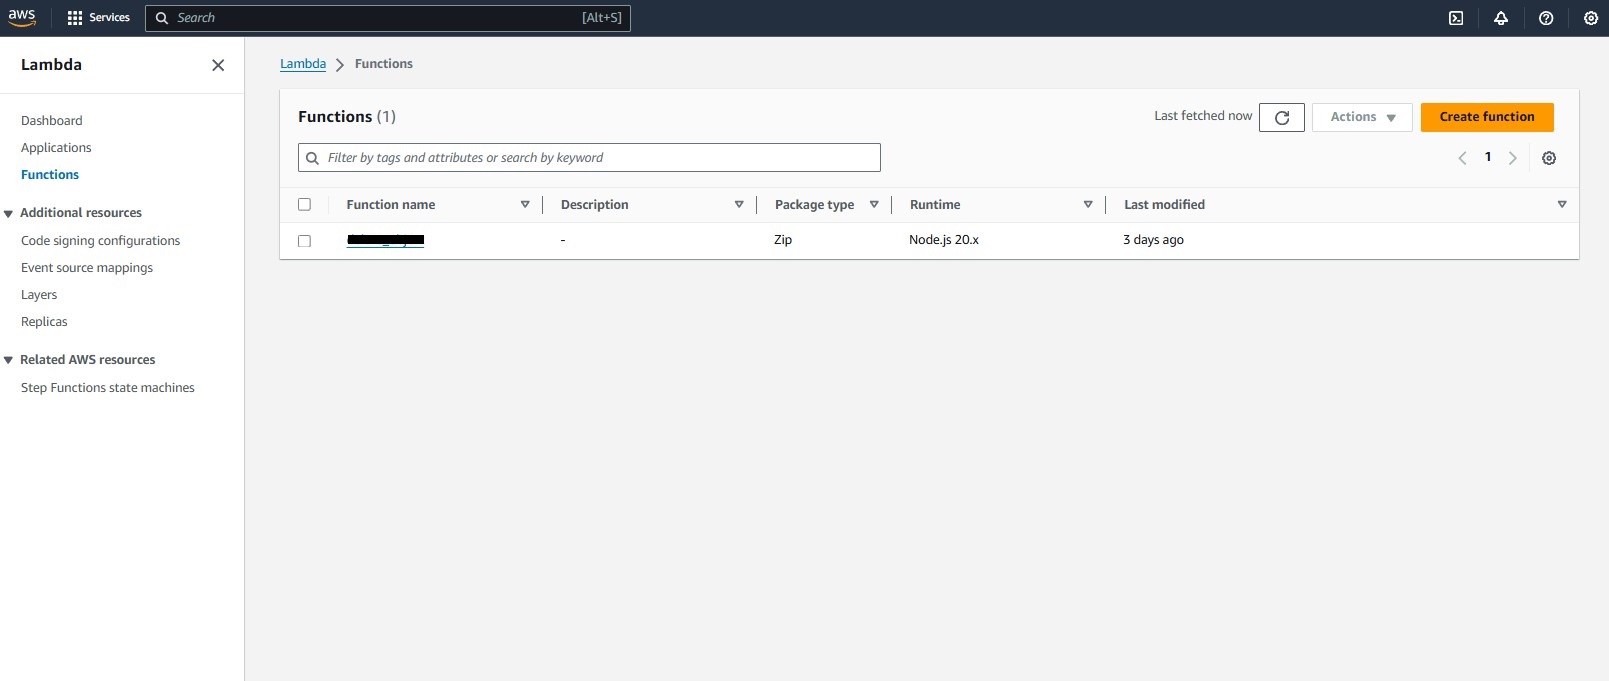 aws Services Search [Alt+S]
Lambda
Dashboard
Applications
Functions
Additional resources
Code signing configurations
Event source mappings
Layers
Replicas
Related AWS resources
Step Functions state machines
Lambda Functions
Functions (1) Last fetched now Actions Create function
Filter by tags and attributes or search by keyword 1
Function name Description Package type Runtime Last modified
- Zip Node.js 20.x 3 days ago